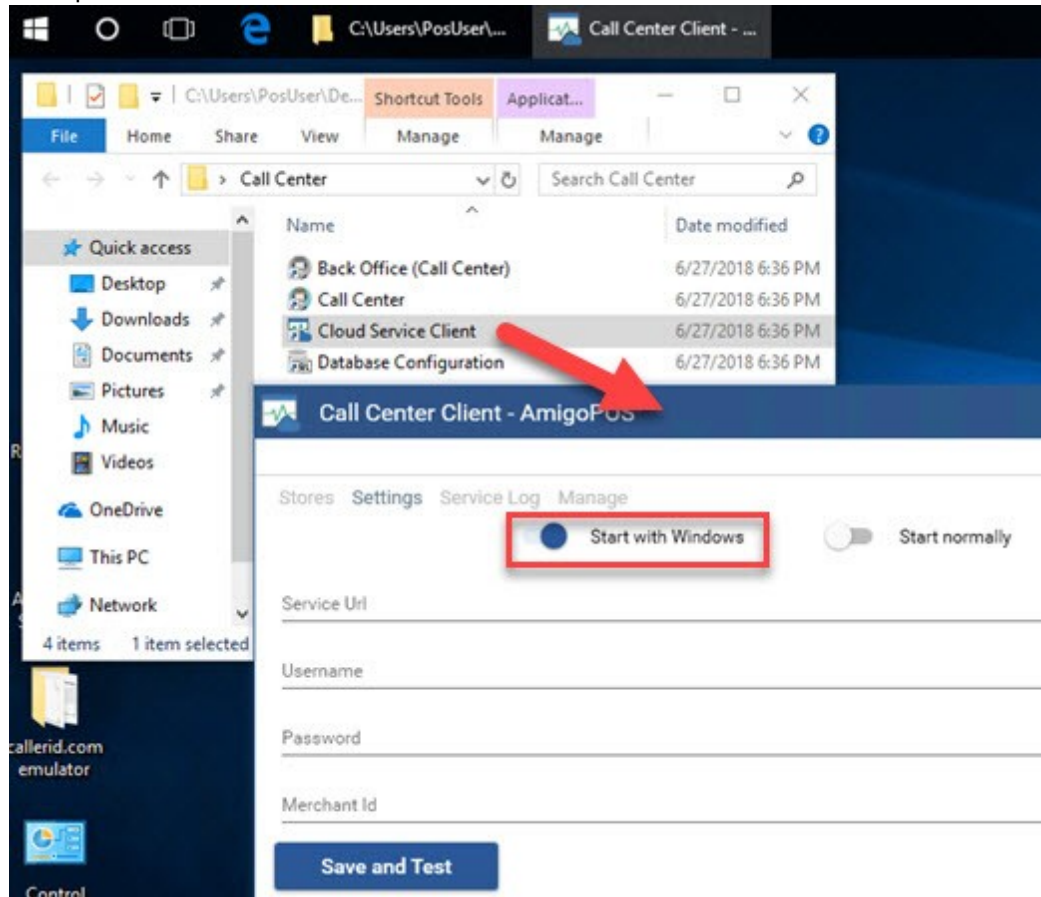 C:\Users\PosUser\...
Call Center Client - ...
C:\Users\PosUser\De...
Shortcut Tools
Applicat...
File
Home
Share
View
Manage
Manage
Call Center
Search Call Center
Name
Date modified
Quick access
Desktop
Downloads
Documents
Pictures
Music
Videos
OneDrive
This PC
Network
Back Office (Call Center) 6/27/2018 6:36 PM
Call Center 6/27/2018 6:36 PM
Cloud Service Client 6/27/2018 6:36 PM
Database Configuration 6/27/2018 6:36 PM
4 items 1 item selected
Call Center Client - AmigoPOS
Stores Settings Service Log Manage
Start with Windows
Start normally
Service Url
Username
Password
Merchant Id
Save and Test
callerid.com
emulator
Control